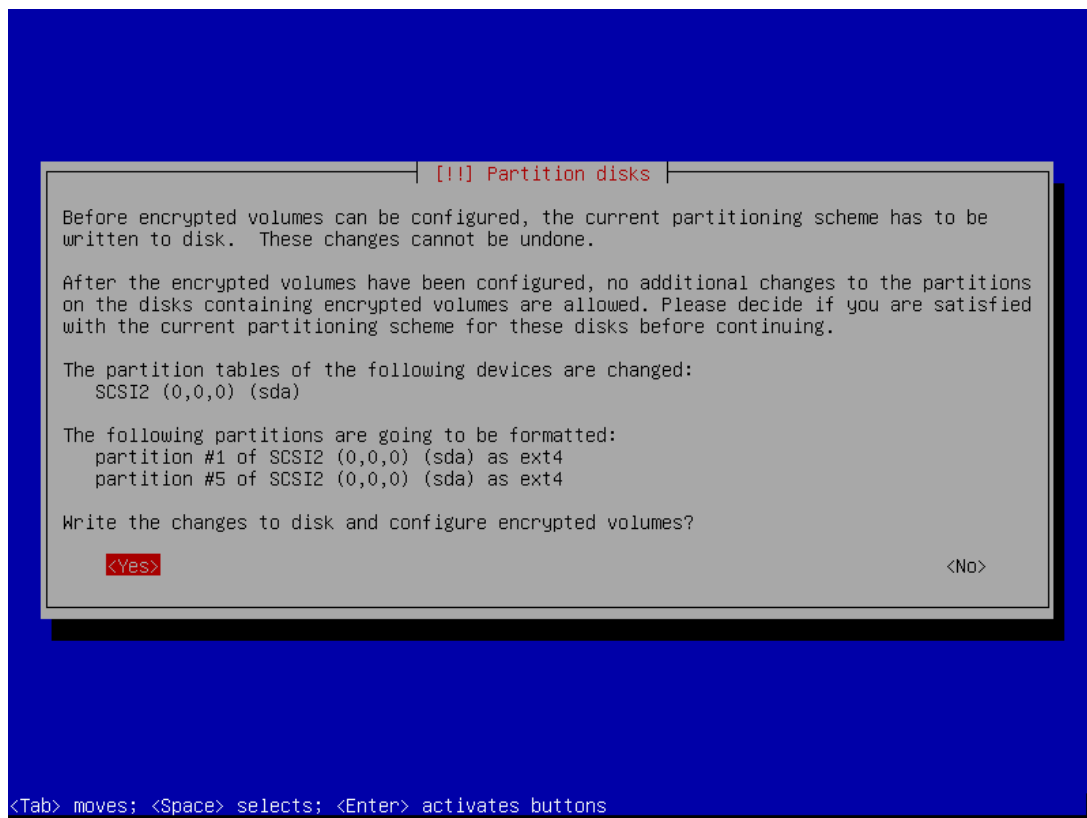 [!!] Partition disks
Before encrypted volumes can be configured, the current partitioning scheme has to be
written to disk.  These changes cannot be undone.
After the encrypted volumes have been configured, no additional changes to the partitions
on the disks containing encrypted volumes are allowed. Please decide if you are satisfied
with the current partitioning scheme for these disks before continuing.
The partition tables of the following devices are changed:
SCSI2 (0,0,0) (sda)
The following partitions are going to be formatted:
partition #1 of SCSI2 (0,0,0) (sda) as ext4
partition #5 of SCSI2 (0,0,0) (sda) as ext4
Write the changes to disk and configure encrypted volumes?
<Yes> <No>
<Tab> moves; <Space> selects; <Enter> activates buttons